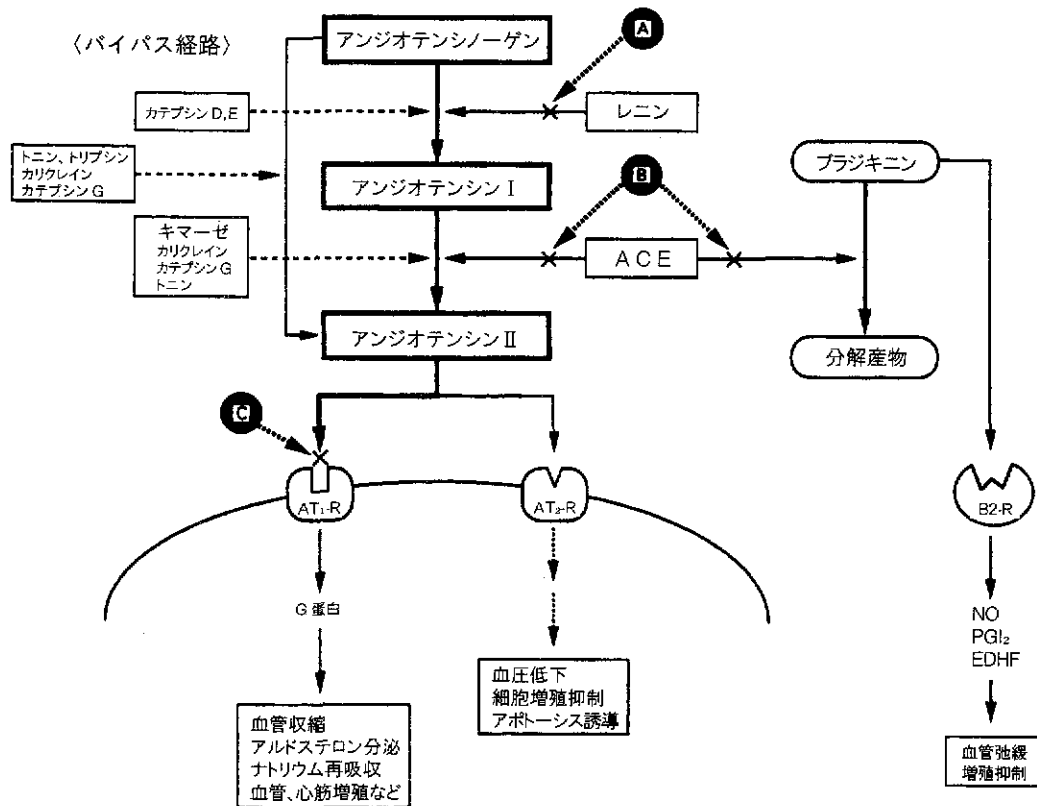 〈バイパス経路〉
アンジオテンシノーゲン
A
カテプシンD,E
レニン
トニン、トリプシン
カリクレイン
カテプシンG
アンジオテンシンⅠ
B
ブラジキニン
キマーゼ
カリクレイン
カテプシンG
トニン
ACE
アンジオテンシンⅡ
分解産物
C
AT₁-R
AT₂-R
B2-R
G蛋白
NO
PGI₂
EDHF
血圧低下
細胞増殖抑制
アポトーシス誘導
血管収縮
アルドステロン分泌
ナトリウム再吸収
血管、心筋増殖など
血管弛緩
増殖抑制